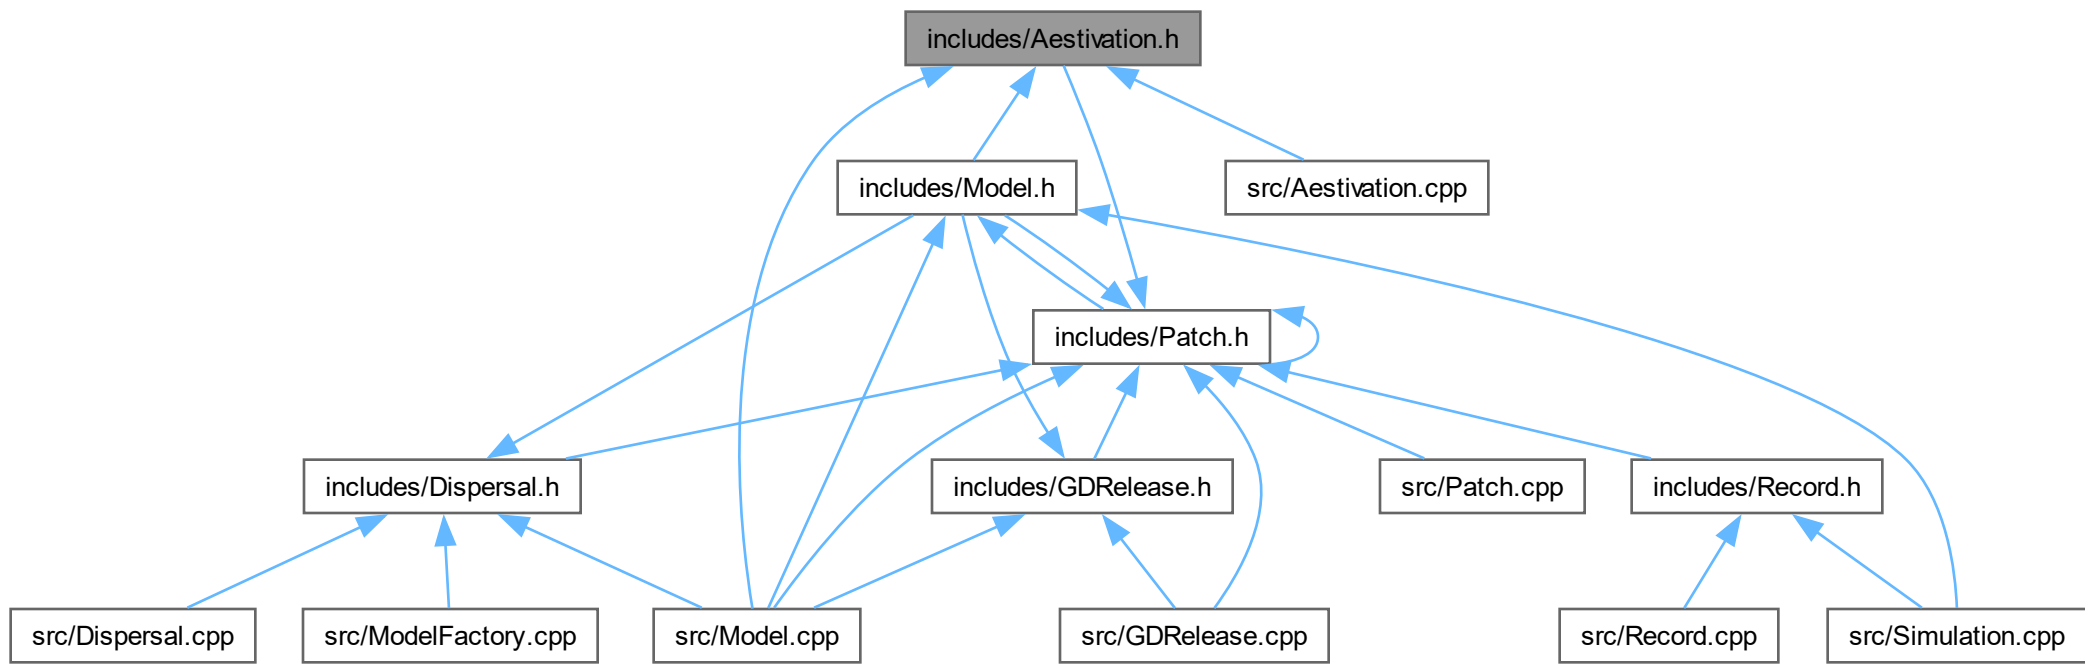 includes/Aestivation.h
includes/Model.h
src/Aestivation.cpp
includes/Patch.h
includes/Dispersal.h
includes/GDRelease.h
src/Patch.cpp
includes/Record.h
src/Dispersal.cpp
src/ModelFactory.cpp
src/Model.cpp
src/GDRelease.cpp
src/Record.cpp
src/Simulation.cpp